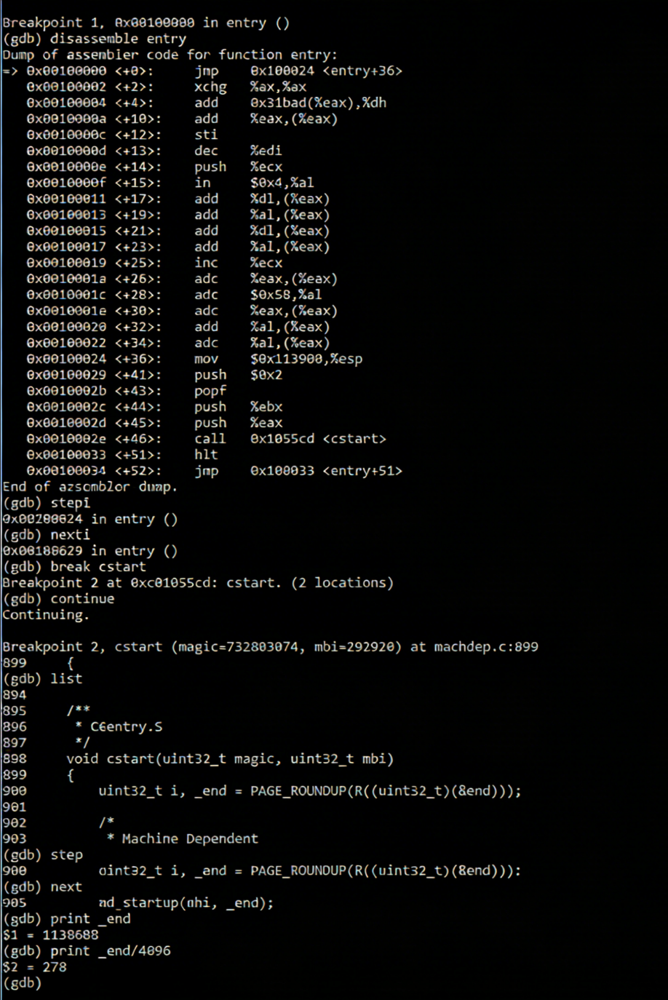 Breakpoint 1, 0x00100000 in entry ()
(gdb) disassemble entry
Dump of assembler code for function entry:
=> 0x00100000 <+0>: jmp 0x100024 <entry+36>
0x00100002 <+2>: xchg %ax,%ax
0x00100004 <+4>: add 0x31bad(%eax),%dh
0x0010000a <+10>: add %eax,(%eax)
0x0010000c <+12>: sti
0x0010000d <+13>: dec %edi
0x0010000e <+14>: push %ecx
0x0010000f <+15>: in $0x4,%al
0x00100011 <+17>: add %dl,(%eax)
0x00100013 <+19>: add %al,(%eax)
0x00100015 <+21>: add %dl,(%eax)
0x00100017 <+23>: add %al,(%eax)
0x00100019 <+25>: inc %ecx
0x0010001a <+26>: adc %eax,(%eax)
0x0010001c <+28>: adc $0x58,%al
0x0010001e <+30>: adc %eax,(%eax)
0x00100020 <+32>: add %al,(%eax)
0x00100022 <+34>: adc %al,(%eax)
0x00100024 <+36>: mov $0x113900,%esp
0x00100029 <+41>: push $0x2
0x0010002b <+43>: popf
0x0010002c <+44>: push %ebx
0x0010002d <+45>: push %eax
0x0010002e <+46>: call 0x1055cd <cstart>
0x00100033 <+51>: hlt
0x00100034 <+52>: jmp 0x100033 <entry+51>
End of azsomblor dump.
(gdb) stepi
in entry ()
(gdb) nexti
in entry ()
(gdb) break cstart
Breakpoint 2 at 0xc01055cd: cstart. (2 locations)
(gdb) continue
Continuing.
Breakpoint 2, cstart (magic=732803074, mbi=292920) at machdep.c:899
899 {
(gdb) list
894
895 /**
896 * C6entry.S
897 */
898 void cstart(uint32_t magic, uint32_t mbi)
899 {
900 uint32_t i, _end = PAGE_ROUNDUP(R((uint32_t)(&end)));
901
902 /*
903 * Machine Dependent
(gdb) step
900 oint32_t i, _end = PAGE_ROUNDUP(R((uint32_t)(&end))):
(gdb) next
905 md_startup(mhi, _end);
(gdb) print _end
$1 = 1138688
(gdb) print _end/4096
$2 = 278
(gdb)